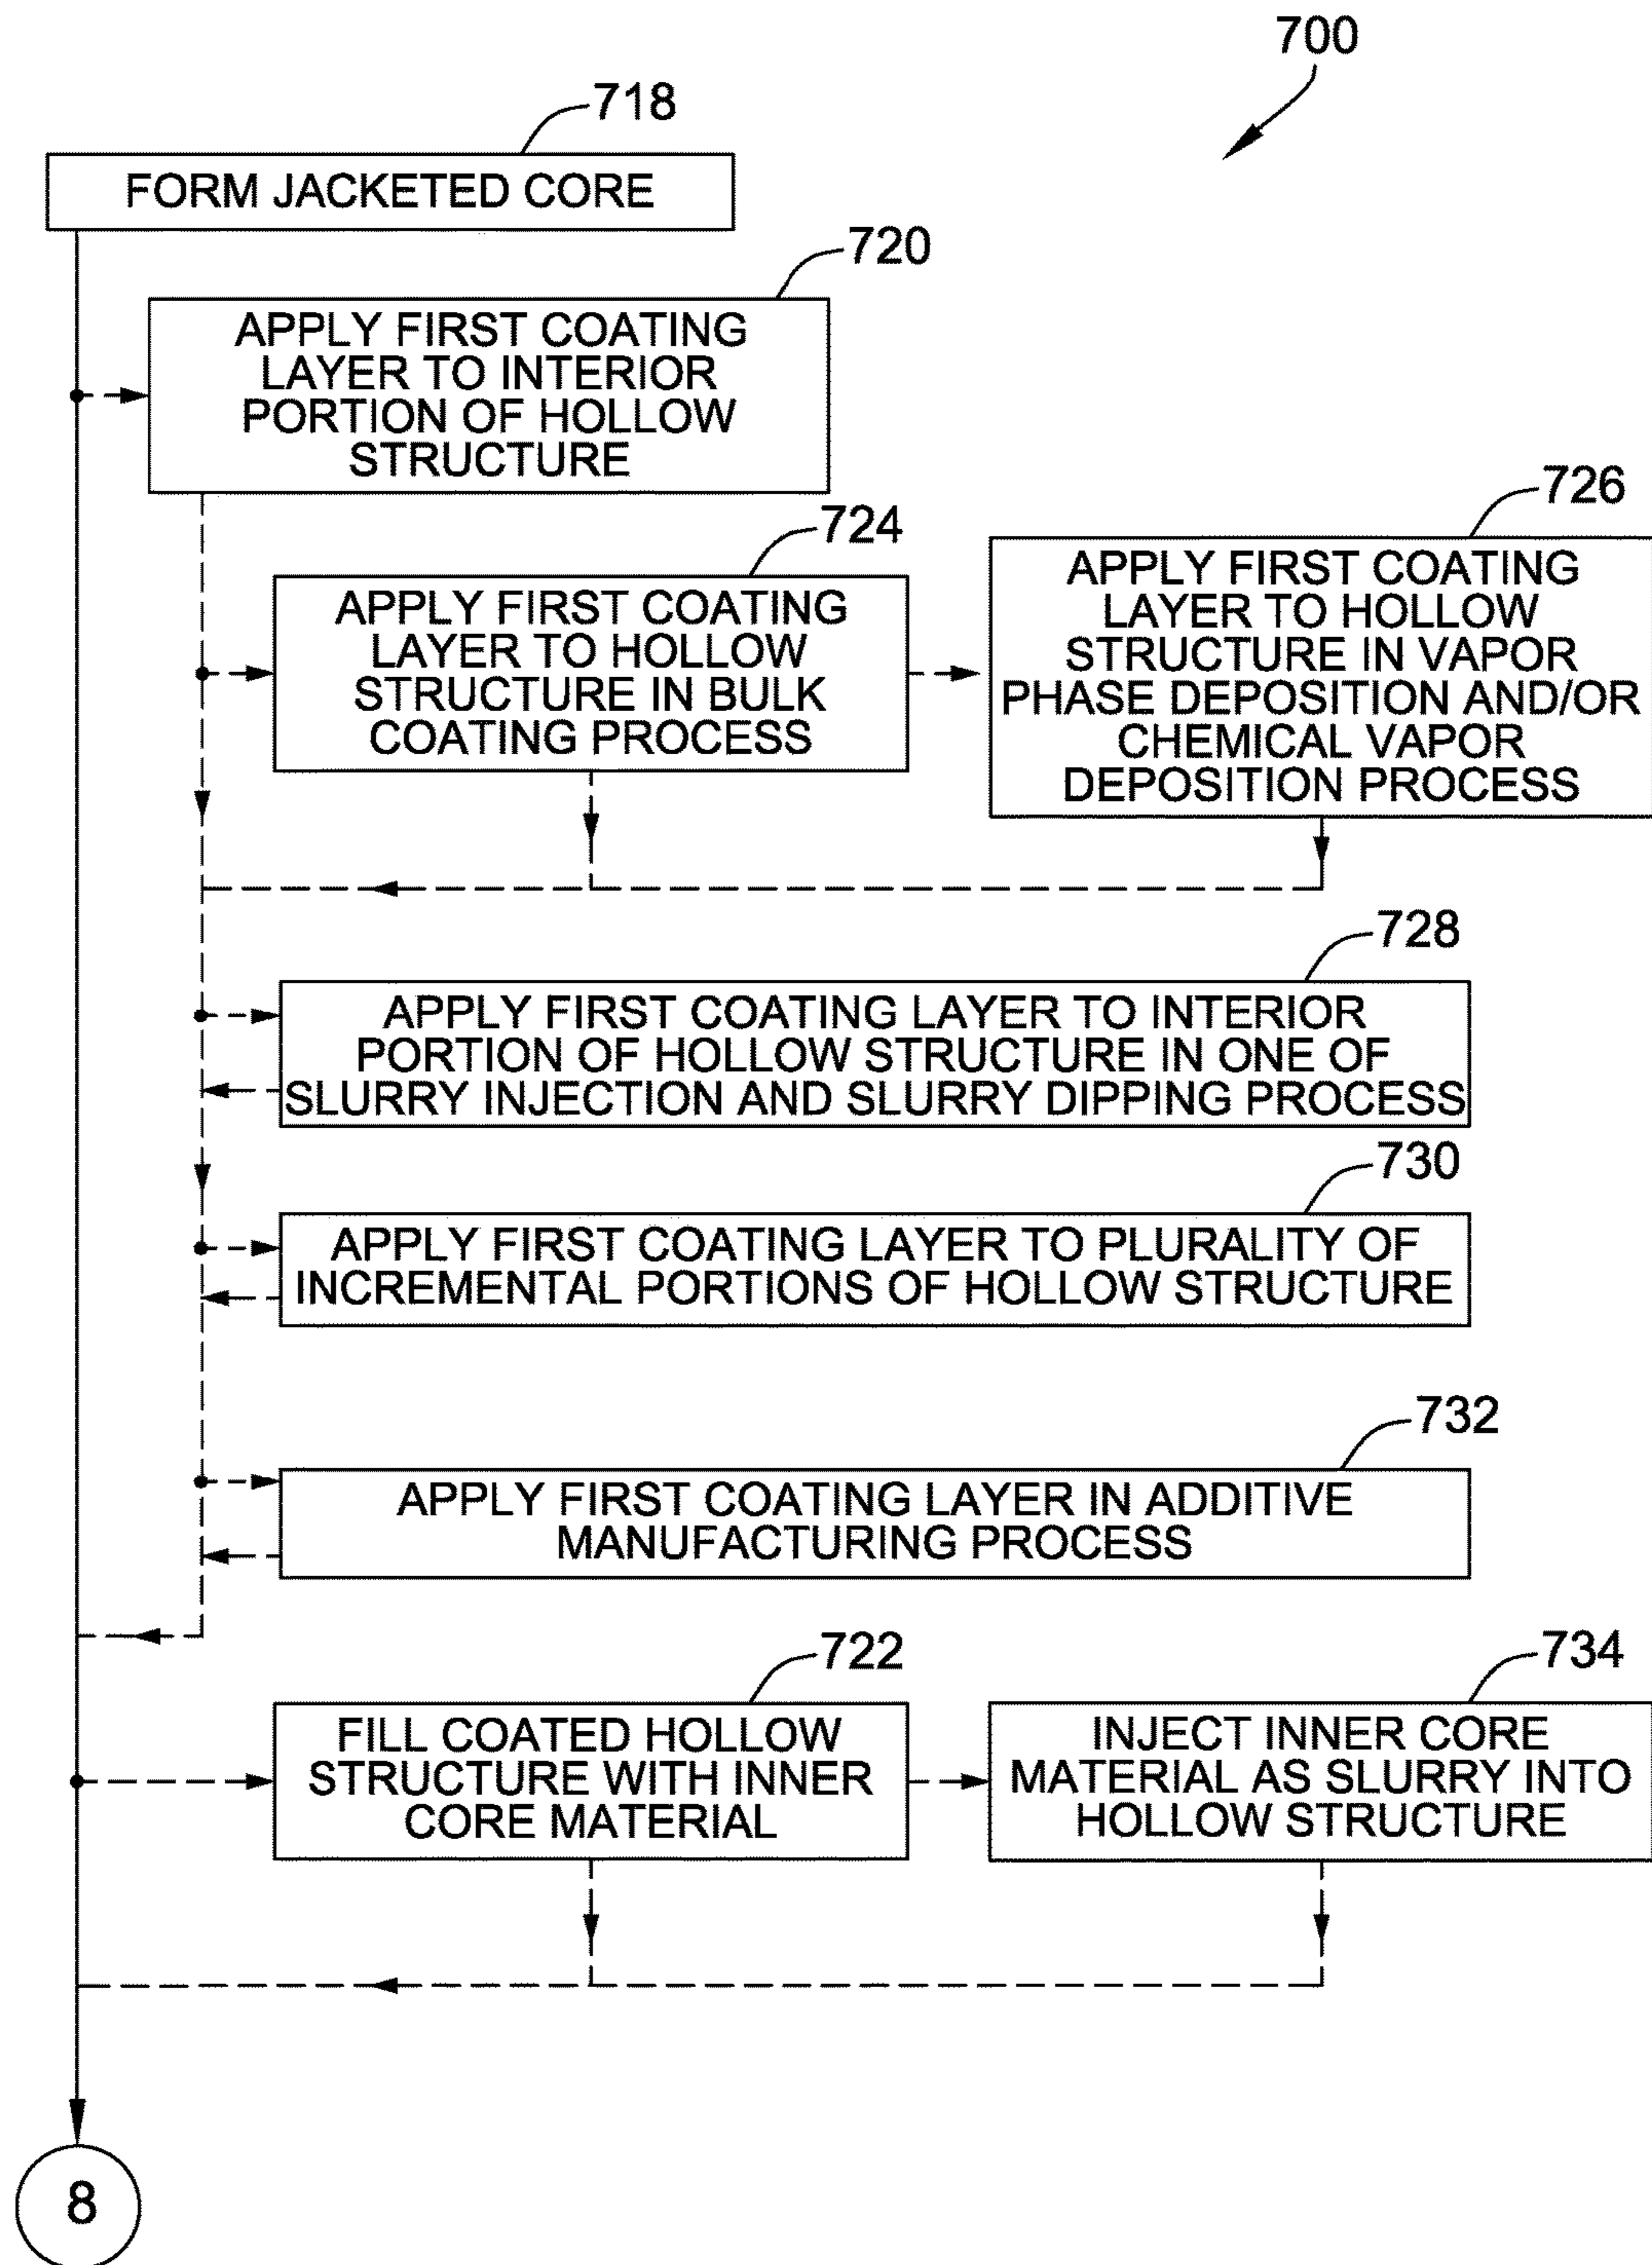 700
718
FORM JACKETED CORE
720
APPLY FIRST COATING
LAYER TO INTERIOR
PORTION OF HOLLOW
STRUCTURE
724
APPLY FIRST COATING
LAYER TO HOLLOW
STRUCTURE IN BULK
COATING PROCESS
726
APPLY FIRST COATING
LAYER TO HOLLOW
STRUCTURE IN VAPOR
PHASE DEPOSITION AND/OR
CHEMICAL VAPOR
DEPOSITION PROCESS
728
APPLY FIRST COATING LAYER TO INTERIOR
PORTION OF HOLLOW STRUCTURE IN ONE OF
SLURRY INJECTION AND SLURRY DIPPING PROCESS
730
APPLY FIRST COATING LAYER TO PLURALITY OF
INCREMENTAL PORTIONS OF HOLLOW STRUCTURE
732
APPLY FIRST COATING LAYER IN ADDITIVE
MANUFACTURING PROCESS
722
FILL COATED HOLLOW
STRUCTURE WITH INNER
CORE MATERIAL
734
INJECT INNER CORE
MATERIAL AS SLURRY INTO
HOLLOW STRUCTURE
8